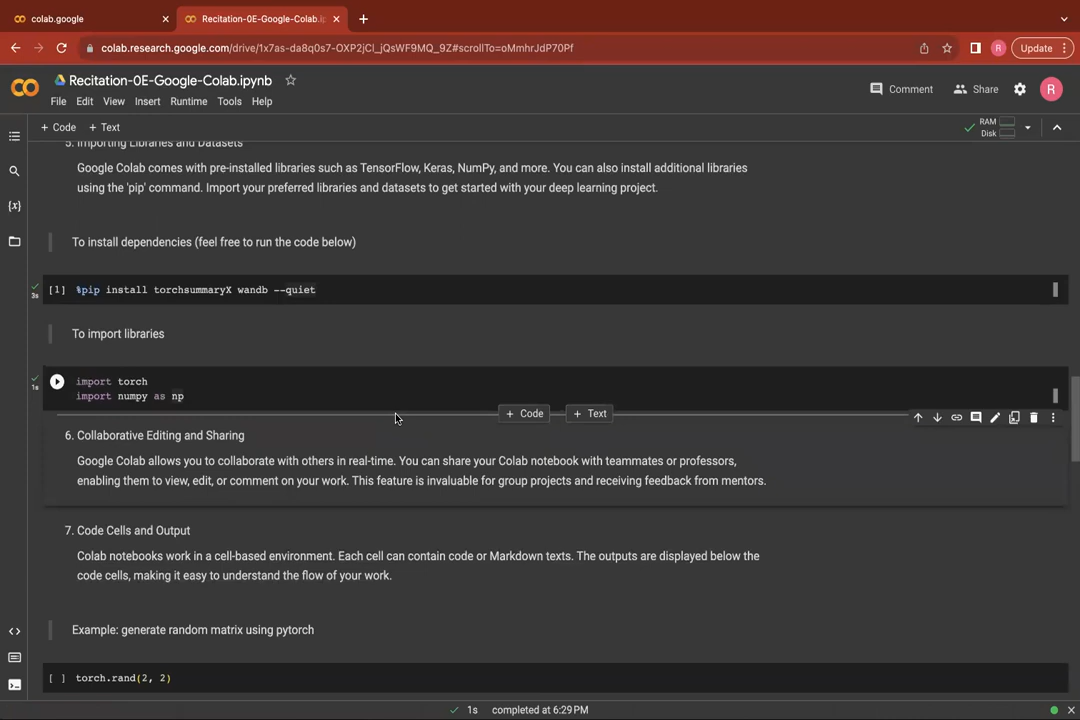 colab.google
Recitation-0E-Google-Colab.ip
colab.research.google.com/drive/1x7as-da8q0s7-OXP2jCl_jQsWF9MQ_9Z#scrollTo=oMmhrJdP70Pf
R
Update
Recitation-0E-Google-Colab.ipynb
File Edit View Insert Runtime Tools Help
Comment
Share
R
+ Code + Text
RAM
Disk
5. Importing Libraries and Datasets
Google Colab comes with pre-installed libraries such as TensorFlow, Keras, NumPy, and more. You can also install additional libraries
using the 'pip' command. Import your preferred libraries and datasets to get started with your deep learning project.
To install dependencies (feel free to run the code below)
3s
[1] %pip install torchsummaryX wandb --quiet
To import libraries
1s
import torch
import numpy as np
+ Code + Text
6. Collaborative Editing and Sharing
Google Colab allows you to collaborate with others in real-time. You can share your Colab notebook with teammates or professors,
enabling them to view, edit, or comment on your work. This feature is invaluable for group projects and receiving feedback from mentors.
7. Code Cells and Output
Colab notebooks work in a cell-based environment. Each cell can contain code or Markdown texts. The outputs are displayed below the
code cells, making it easy to understand the flow of your work.
Example: generate random matrix using pytorch
[ ] torch.rand(2, 2)
1s completed at 6:29 PM